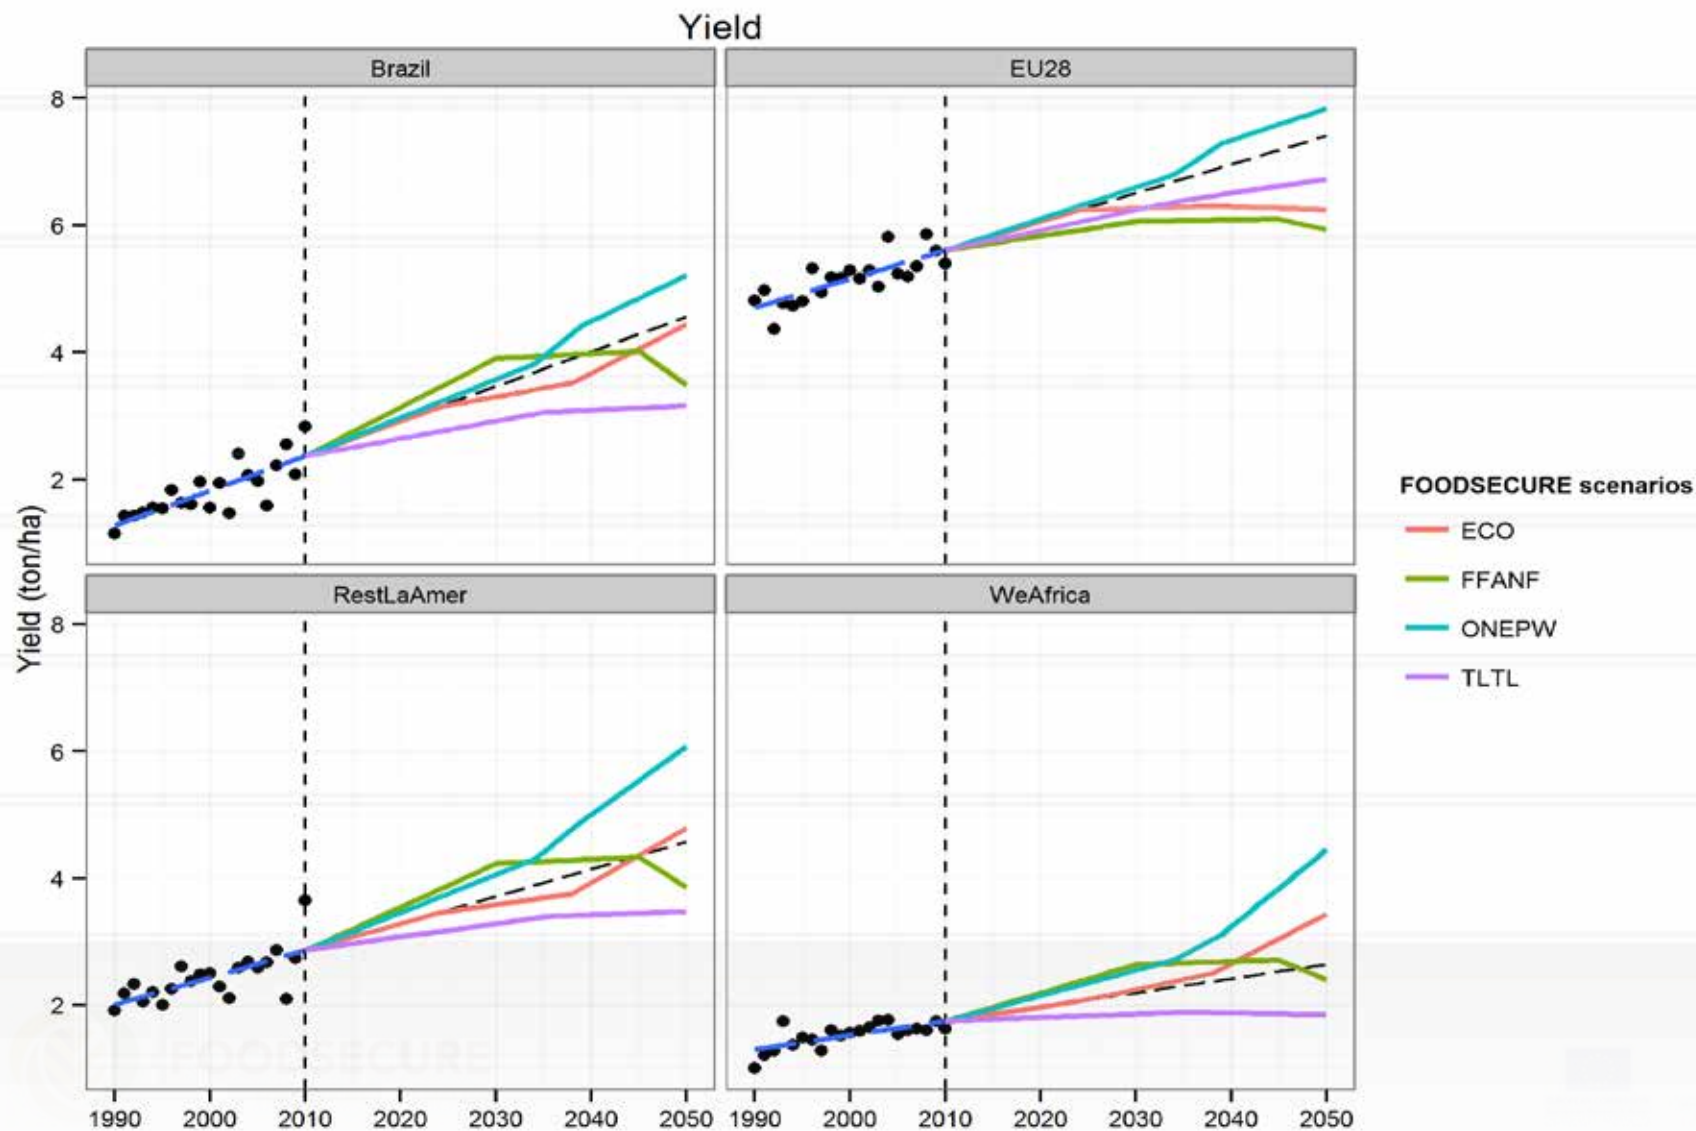 Yield
Brazil
EU28
8
6
4
2
RestLaAmer
WeAfrica
8
6
4
2
Yield (ton/ha)
1990 2000 2010 2020 2030 2040 2050
1990 2000 2010 2020 2030 2040 2050
FOODSECURE scenarios
ECO
FFANF
ONEPW
TLTL
FOODSECURE